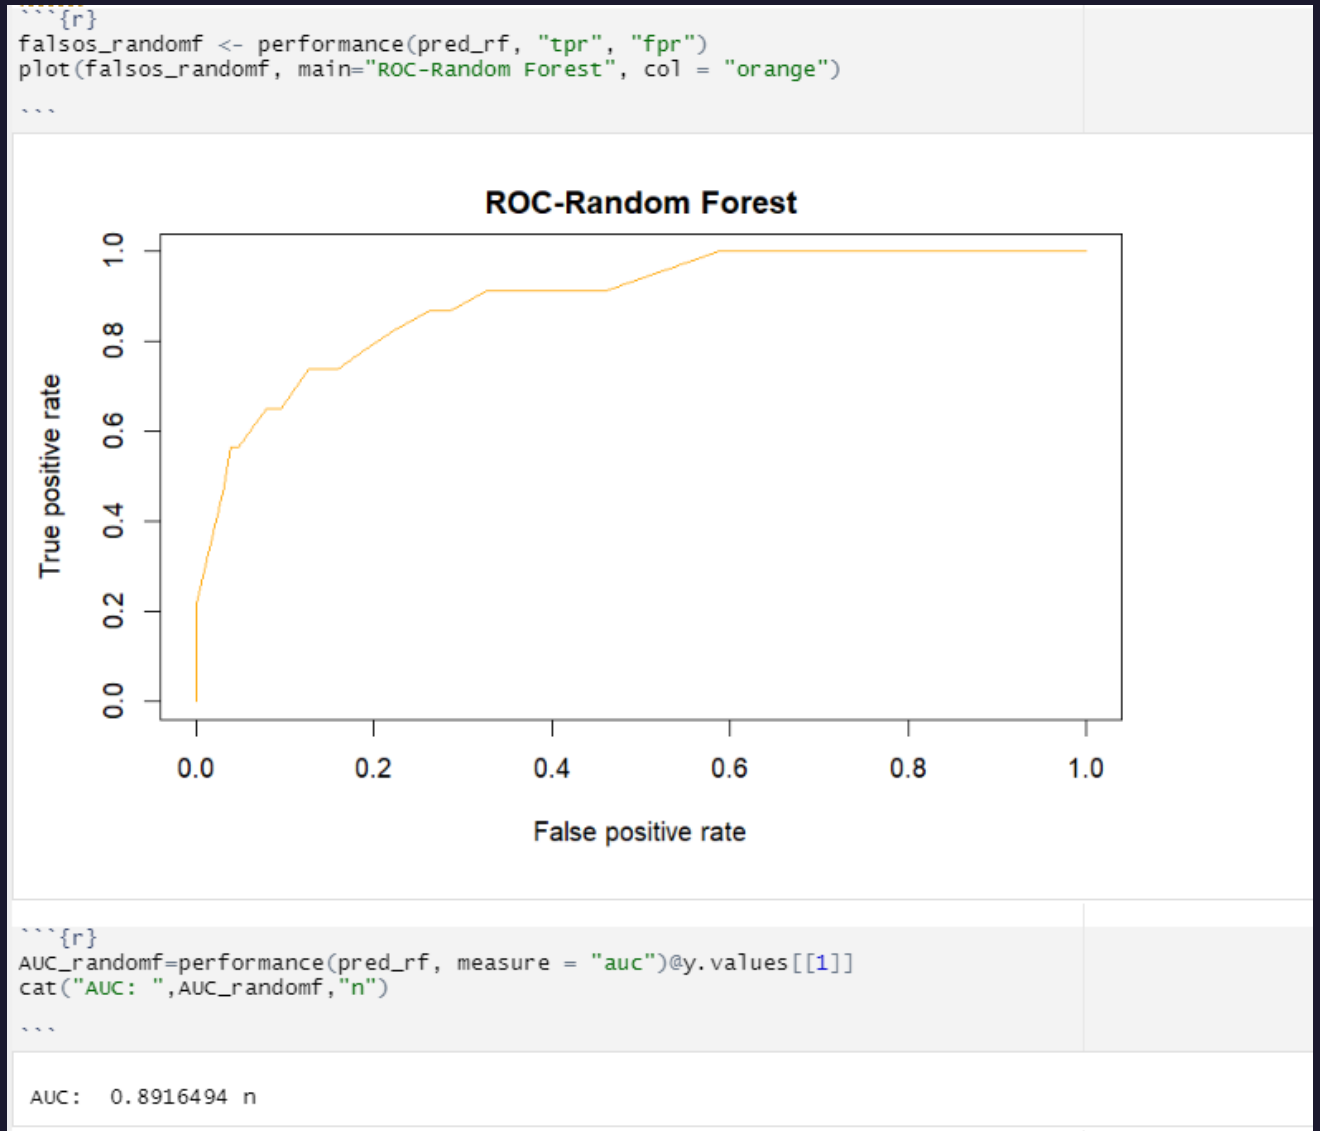 ```{r}
falsos_randomf <- performance(pred_rf, "tpr", "fpr")
plot(falsos_randomf, main="ROC-Random Forest", col = "orange")
```
ROC-Random Forest
True positive rate
1.0
0.8
0.6
0.4
0.2
0.0
0.0 0.2 0.4 0.6 0.8 1.0
False positive rate
```{r}
AUC_randomf=performance(pred_rf, measure = "auc")@y.values[[1]]
cat("AUC: ",AUC_randomf,"n")
```
AUC:  0.8916494 n